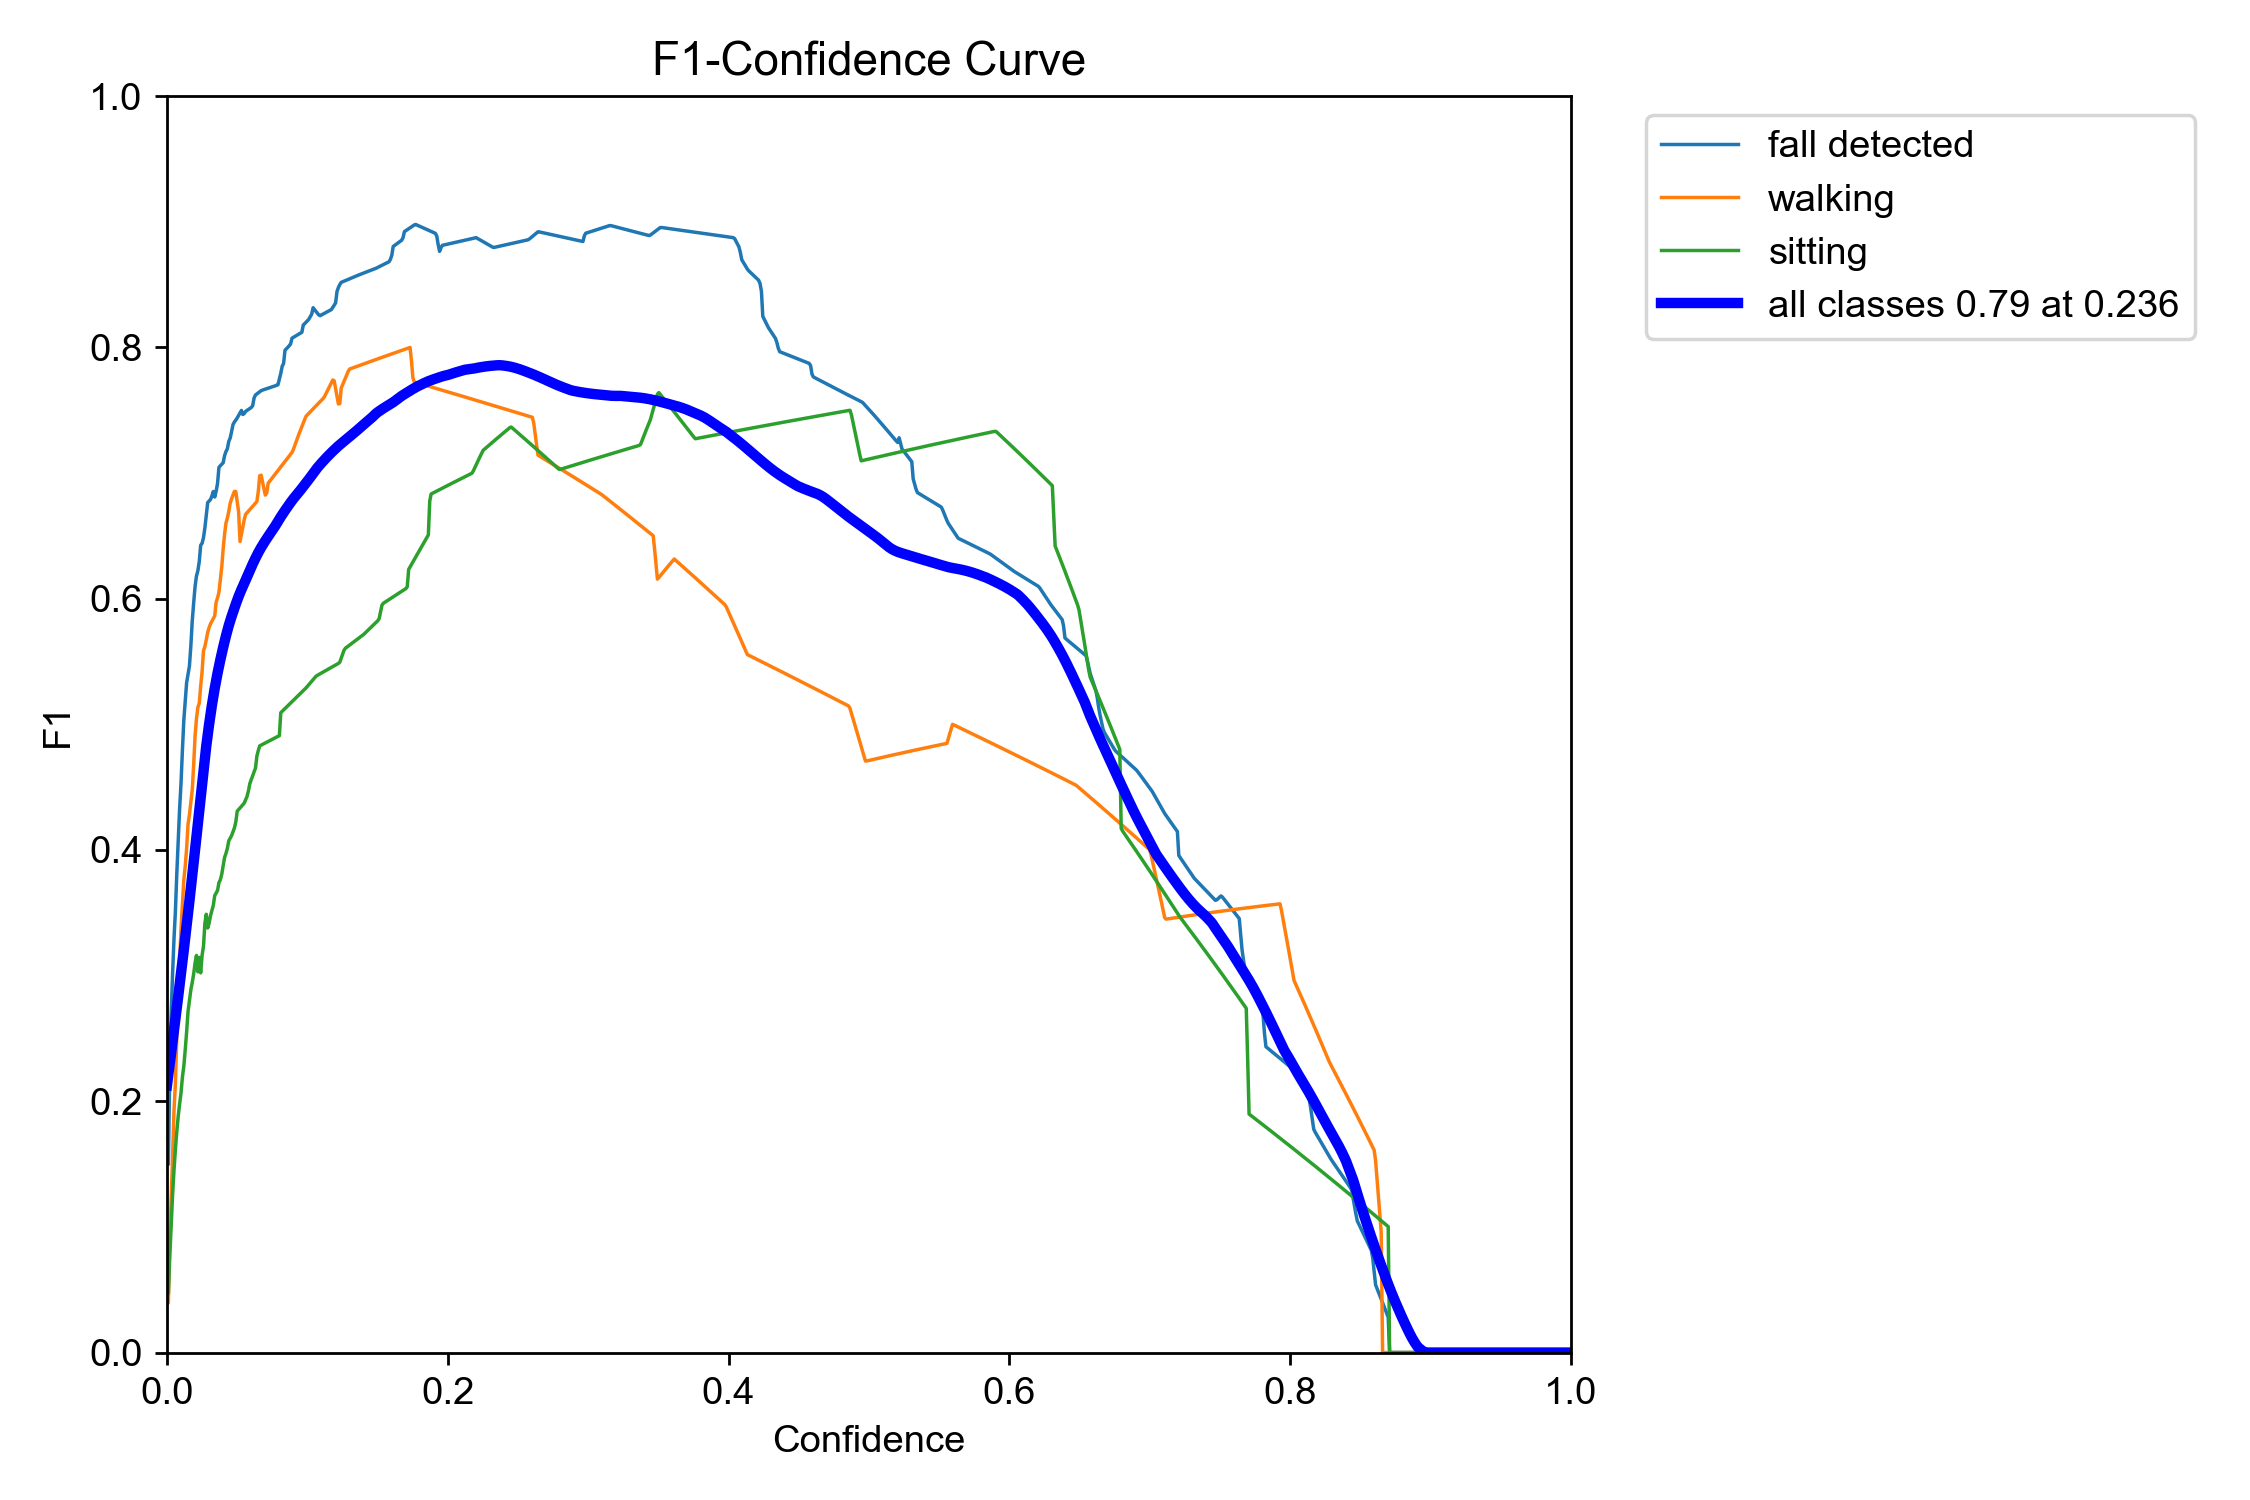 F1-Confidence Curve
1.0
0.8
0.6
0.4
0.2
0.0
F1
0.0 0.2 0.4 0.6 0.8 1.0
Confidence
fall detected
walking
sitting
all classes 0.79 at 0.236